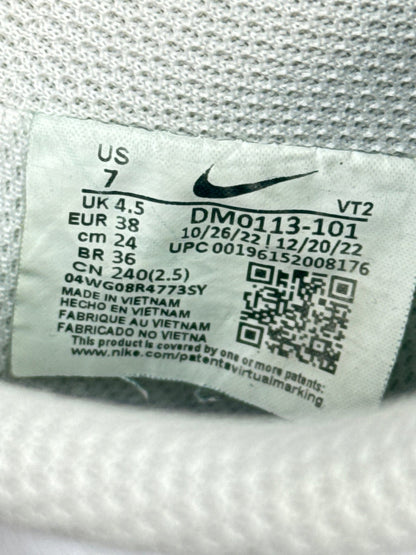 US
7
UK 4.5
EUR 38
cm 24
BR 36
CN 240(2.5)
VT2
DM0113-101
10/26/22 | 12/20/22
UPC 00196152008176
04WG08R4773SY
MADE IN VIETNAM
HECHO EN VIETNAM
FABRIQUE AU VIETNAM
FABRICADO NO VIETNA
This product is covered by one or more patents:
www.nike.com/patentsvirtualmarking